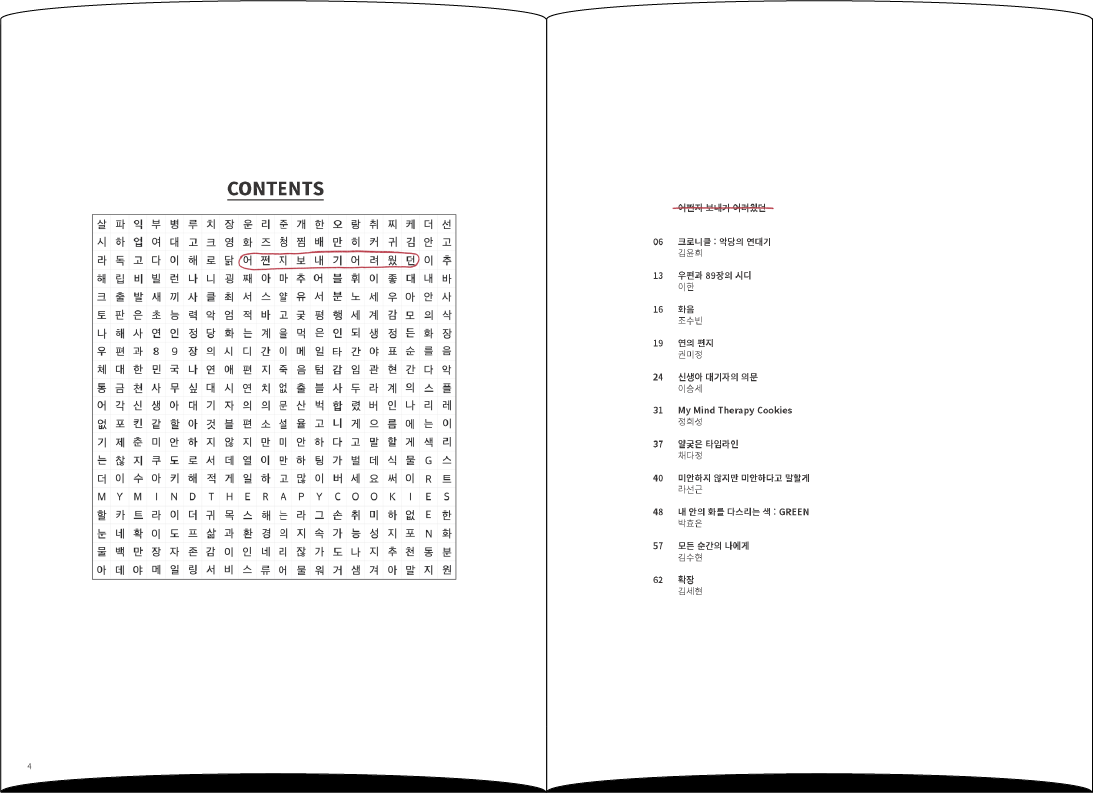 CONTENTS
살 파 익 부 병 루 치 장 운 리 준 개 한 오 랑 취 찌 케 더 선
시 하 업 여 대 고 크 영 화 즈 청 찜 배 만 히 커 귀 김 안 고
라 독 고 다 이 해 로 닭 어 쩐 지 보 내 기 어 려 웠 던 이 추
해 립 비 빌 런 나 니 굉 째 아 마 추 어 블 휘 이 좋 대 내 바
크 출 발 새 끼 사 클 최 서 스 얄 유 서 분 노 세 우 아 안 사
토 판 은 초 능 력 악 엄 적 바 고 궂 평 행 세 계 감 모 의 삭
나 해 사 연 인 정 당 화 는 계 을 먹 은 인 되 생 정 든 화 장
우 편 과 8 9 장 의 시 디 간 이 메 일 타 간 야 표 순 를 음
체 대 한 민 국 나 연 애 편 지 죽 음 텀 감 임 관 현 간 다 악
통 금 천 사 무 싶 대 시 연 치 없 출 블 사 두 라 계 의 스 플
어 각 신 생 아 대 기 자 의 의 문 산 벅 합 렸 버 인 나 리 레
없 포 킨 같 할 아 것 블 편 소 설 율 고 니 게 으 름 에 는 이
기 제 춘 미 안 하 지 않 지 만 미 안 하 다 고 말 할 게 색 리
는 찮 지 쿠 도 로 서 데 열 이 만 하 팅 가 벌 데 식 물 G 스
더 이 수 아 키 해 적 게 일 하 고 많 이 버 세 요 써 이 R 트
M Y M I N D T H E R A P Y C O O K I E S
할 카 트 라 이 더 귀 목 스 해 는 라 그 손 취 미 하 없 E 한
눈 네 확 이 도 프 삶 과 환 경 의 지 속 가 능 성 지 포 N 화
물 백 만 장 자 존 감 이 인 네 리 잖 가 도 나 지 추 천 동 분
아 데 야 메 일 링 서 비 스 류 어 물 워 거 샘 겨 아 말 지 원
4
어쩐지 보내기 어려웠던
06 크로니클 : 악당의 연대기
김윤희
13 우편과 89장의 시디
이한
16 화음
조수빈
19 연의 편지
권미정
24 신생아 대기자의 의문
이승세
31 My Mind Therapy Cookies
정희성
37 얄궂은 타임라인
채다정
40 미안하지 않지만 미안하다고 말할게
라선근
48 내 안의 화를 다스리는 색 : GREEN
박효은
57 모든 순간의 나에게
김수현
62 확장
김세현